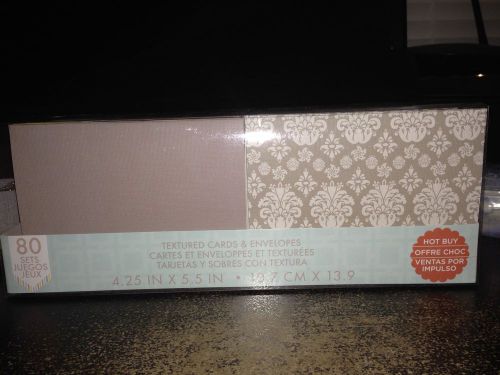 80
SETS
JUEGOS
JEUX
TEXTURED CARDS & ENVELOPES
CARTES ET ENVELOPPES ET TEXTURÉES
TARJETAS Y SOBRES CON TEXTURA
4.25 IN X 5.5 IN • 10.7 CM X 13.9
HOT BUY
OFFRE CHOC
VENTAS POR
IMPULSO